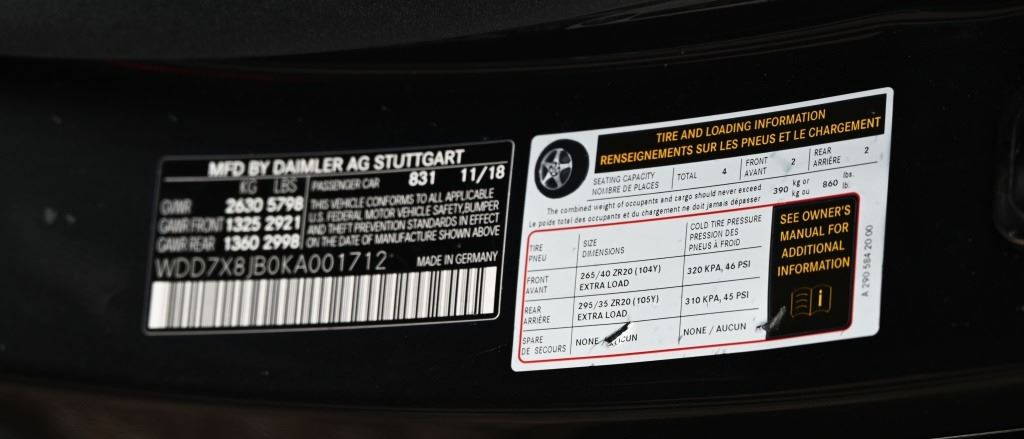 MFD BY DAIMLER AG STUTTGART
KG LBS PASSENGER CAR 831 11/18
GVWR 2630 5798
GAWR FRONT 1325 2921
GAWR REAR 1360 2998
THIS VEHICLE CONFORMS TO ALL APPLICABLE
U.S. FEDERAL MOTOR VEHICLE SAFETY,BUMPER
AND THEFT PREVENTION STANDARDS IN EFFECT
ON THE DATE OF MANUFACTURE SHOWN ABOVE
WDD7X8JB0KA001712 MADE IN GERMANY
TIRE AND LOADING INFORMATION
RENSEIGNEMENTS SUR LES PNEUS ET LE CHARGEMENT
SEATING CAPACITY
NOMBRE DE PLACES
TOTAL 4
FRONT
AVANT
2
REAR
ARRIÈRE
2
The combined weight of occupants and cargo should never exceed
Le poids total des occupants et du chargement ne doit jamais dépasser
390 kg or
kg ou
860 lbs.
lb.
TIRE
PNEU
SIZE
DIMENSIONS
COLD TIRE PRESSURE
PRESSION DES
PNEUS À FROID
FRONT
AVANT
265/40 ZR20 (104Y)
EXTRA LOAD
320 KPA, 46 PSI
REAR
ARRIÈRE
295/35 ZR20 (105Y)
EXTRA LOAD
310 KPA, 45 PSI
SPARE
DE SECOURS
NONE /
NONE / AUCUN
SEE OWNER'S
MANUAL FOR
ADDITIONAL
INFORMATION
i
A 290 584 20 00